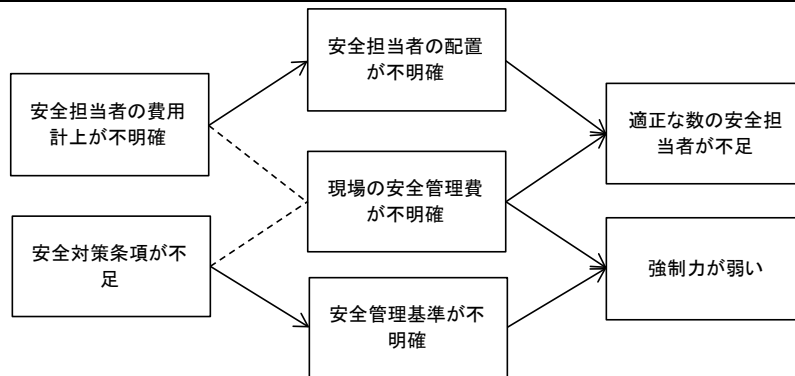 安全担当者の費用
計上が不明確
安全対策条項が不
足
安全担当者の配置
が不明確
現場の安全管理費
が不明確
安全管理基準が不
明確
適正な数の安全担
当者が不足
強制力が弱い